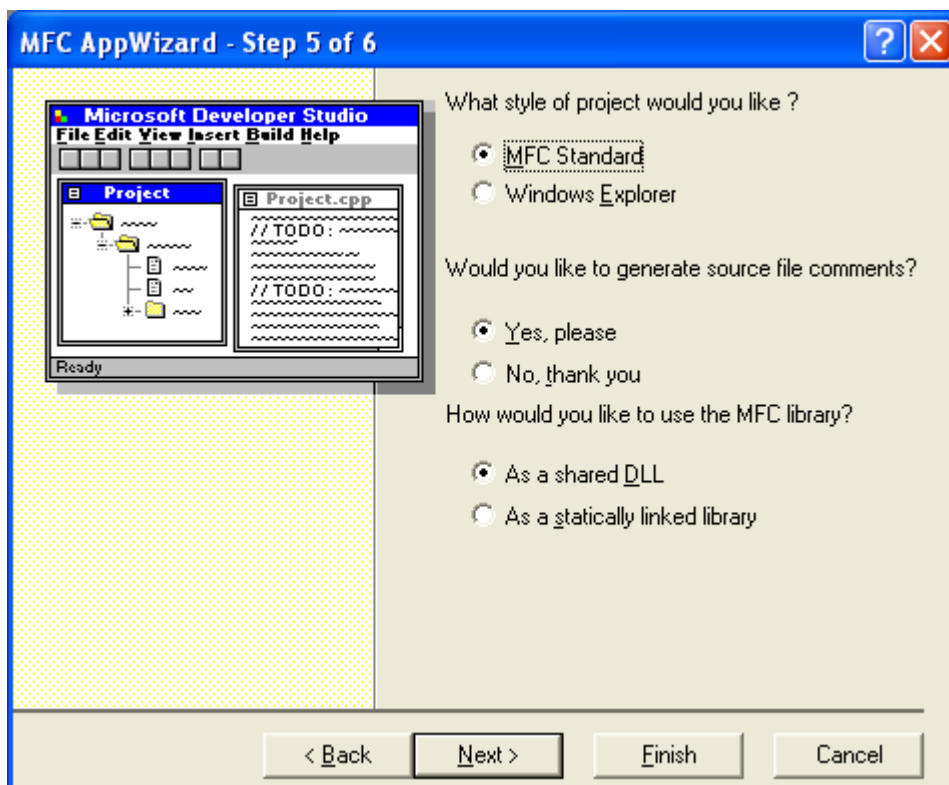 MFC AppWizard - Step 5 of 6
Microsoft Developer Studio
File Edit View Insert Build Help
Project
Project.cpp
//TODO:
//TODO:
Ready
What style of project would you like ?
MFC Standard
Windows Explorer
Would you like to generate source file comments?
Yes, please
No, thank you
How would you like to use the MFC library?
As a shared DLL
As a statically linked library
< Back Next > Finish Cancel